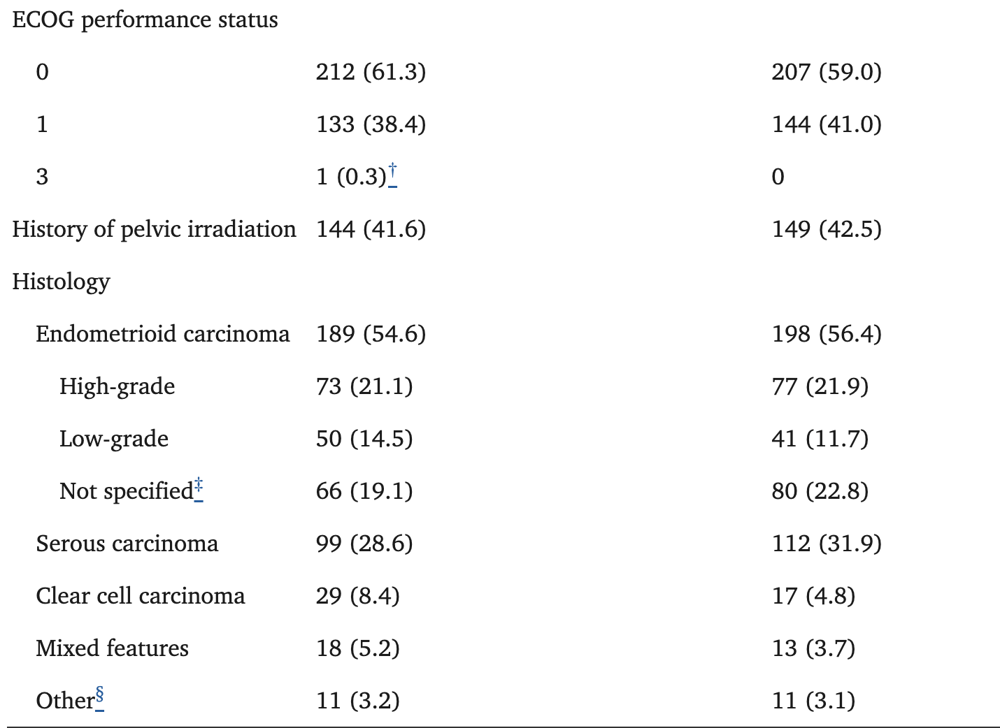 ECOG performance status
0 212 (61.3) 207 (59.0)
1 133 (38.4) 144 (41.0)
3 1 (0.3)† 0
History of pelvic irradiation 144 (41.6) 149 (42.5)
Histology
Endometrioid carcinoma 189 (54.6) 198 (56.4)
High-grade 73 (21.1) 77 (21.9)
Low-grade 50 (14.5) 41 (11.7)
Not specified‡ 66 (19.1) 80 (22.8)
Serous carcinoma 99 (28.6) 112 (31.9)
Clear cell carcinoma 29 (8.4) 17 (4.8)
Mixed features 18 (5.2) 13 (3.7)
Other§ 11 (3.2) 11 (3.1)